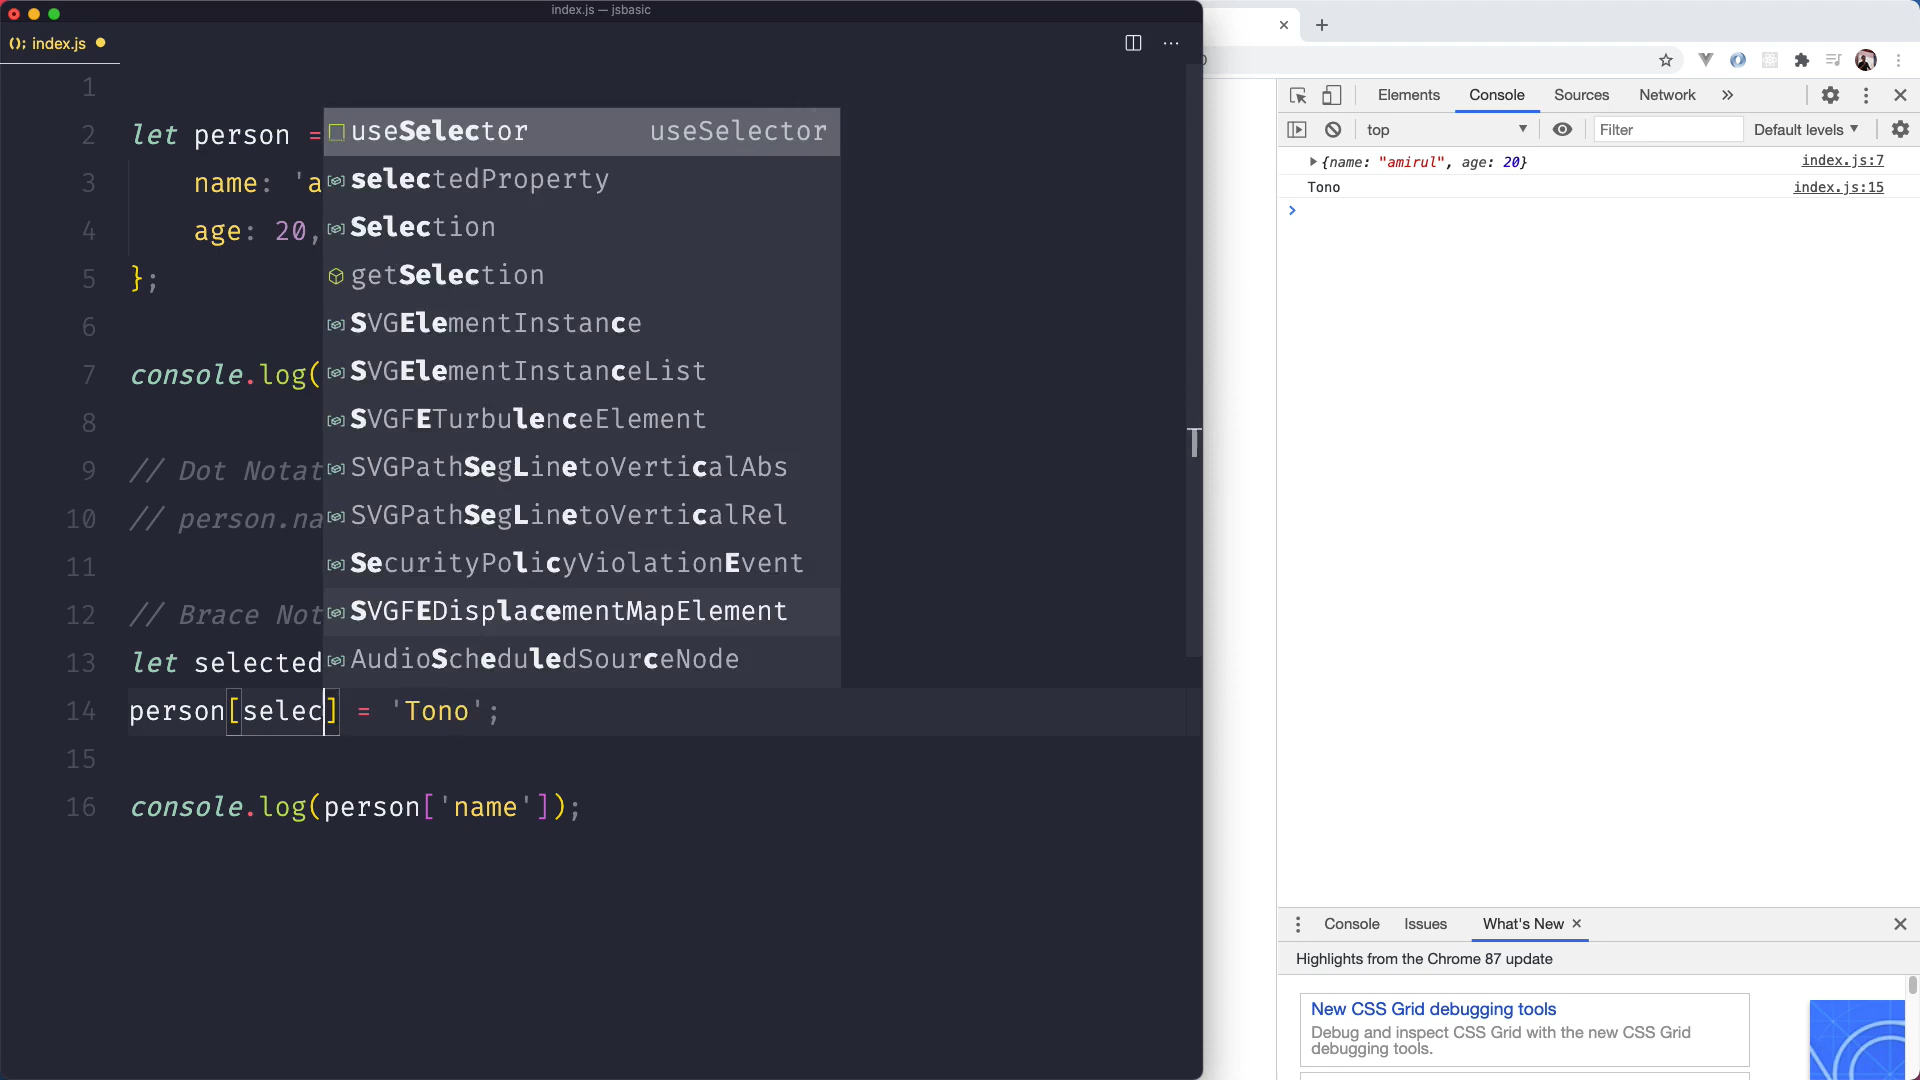 index.js — jsbasic
(); index.js
1
2 let person =
3 name: 'a
4 age: 20,
5 };
6
7 console.log(
8
9 // Dot Notat
10 // person.na
11
12 // Brace Not
13 let selected
14 person[selec] = 'Tono';
15
16 console.log(person['name']);
useSelector useSelector
selectedProperty
Selection
getSelection
SVGElementInstance
SVGElementInstanceList
SVGFETurbulenceElement
SVGPathSegLinetoVerticalAbs
SVGPathSegLinetoVerticalRel
SecurityPolicyViolationEvent
SVGFEDisplacementMapElement
AudioScheduledSourceNode
Elements Console Sources Network »
top Filter Default levels
{name: "amirul", age: 20} index.js:7
Tono index.js:15
Console Issues What's New
Highlights from the Chrome 87 update
New CSS Grid debugging tools
Debug and inspect CSS Grid with the new CSS Grid
debugging tools.